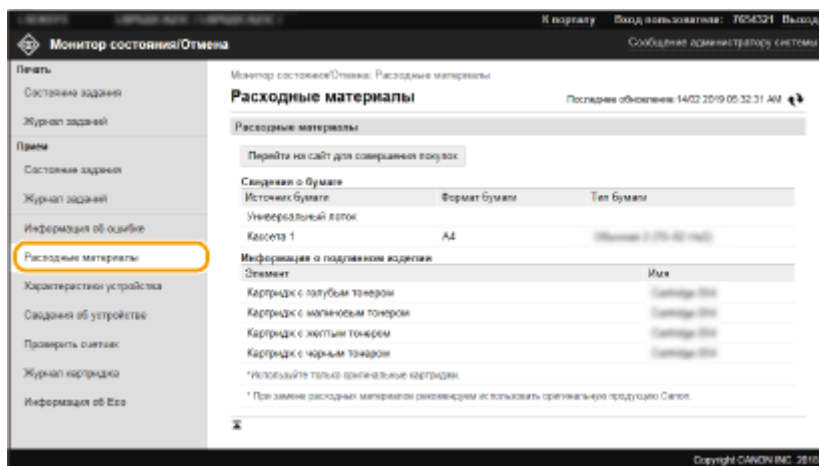 К порталу Вход пользователя: 7654321 Выход
Монитор состояния/Отмена Сообщение администратору системы
Печать
Состояние задания
Журнал заданий
Прием
Состояние задания
Журнал заданий
Информация об ошибке
Расходные материалы
Характеристики устройства
Сведения об устройстве
Проверить счетчик
Журнал картриджа
Информация об Eco
Монитор состояния/Отмена: Расходные материалы
Расходные материалы Последнее обновление: 14/02 2019 05:32:31 AM
Расходные материалы
Перейти на сайт для совершения покупок
Сведения о бумаге
Источник бумаги Формат бумаги Тип бумаги
Универсальный лоток
Кассета 1 A4
Информация о подлинном изделии
Элемент Имя
Картридж с голубым тонером
Картридж с малиновым тонером
Картридж с желтым тонером
Картридж с черным тонером
*Используйте только оригинальные картриджи.
* При замене расходных материалов рекомендуем использовать оригинальную продукцию Canon.
Copyright CANON INC. 2018